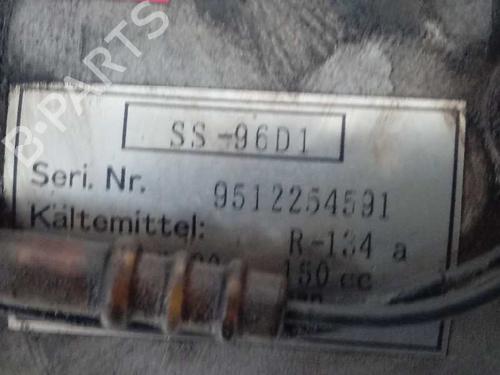 B-PARTS
SS-96D1
Seri. Nr. 9512254591
Kältemittel: R-134 a
150 cc